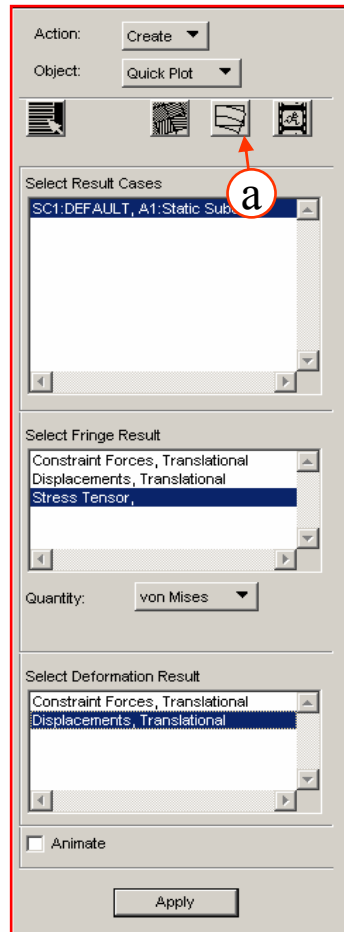 Action: Create
Object: Quick Plot
a
Select Result Cases
SC1:DEFAULT, A1:Static Sub
Select Fringe Result
Constraint Forces, Translational
Displacements, Translational
Stress Tensor,
Quantity: von Mises
Select Deformation Result
Constraint Forces, Translational
Displacements, Translational
Animate
Apply